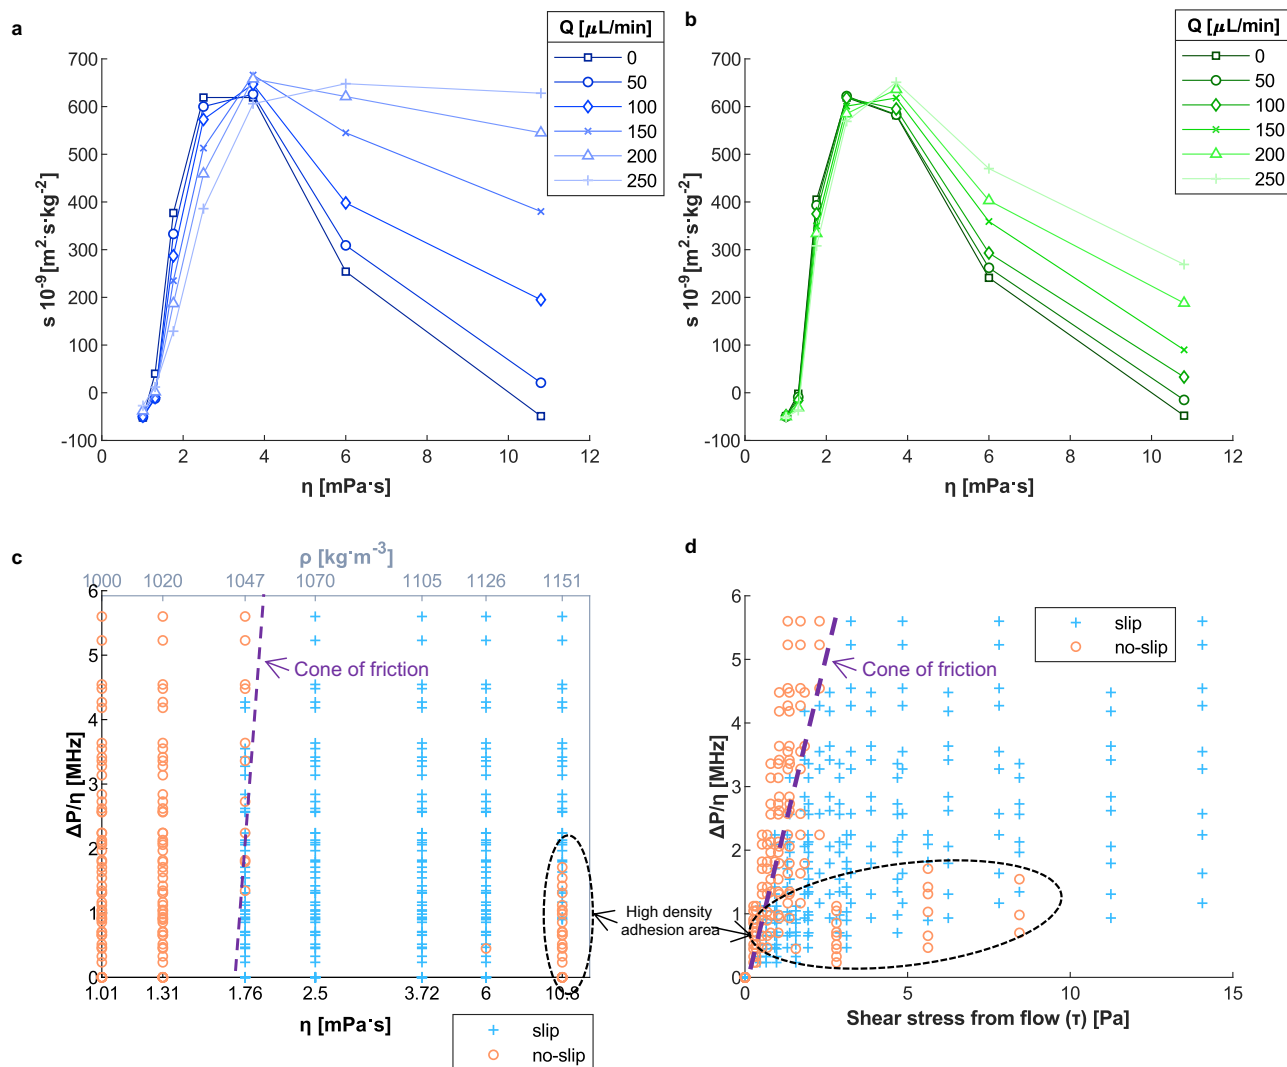 a
Q [μL/min]
0
50
100
150
200
250
700
600
500
400
300
200
100
0
-100
s 10⁻⁹[m²·s·kg⁻²]
0 2 4 6 8 10 12
η [mPa·s]
b
Q [μL/min]
0
50
100
150
200
250
700
600
500
400
300
200
100
0
-100
s 10⁻⁹[m²·s·kg⁻²]
0 2 4 6 8 10 12
η [mPa·s]
c
ρ [kg·m⁻³]
1000 1020 1047 1070 1105 1126 1151
6
5
4
3
2
1
0
ΔP/η [MHz]
Cone of friction
1.01 1.31 1.76 2.5 3.72 6 10.8
η [mPa·s]
slip
no-slip
High density
adhesion area
d
6
5
4
3
2
1
0
ΔP/η [MHz]
slip
no-slip
Cone of friction
0 5 10 15
Shear stress from flow (τ) [Pa]